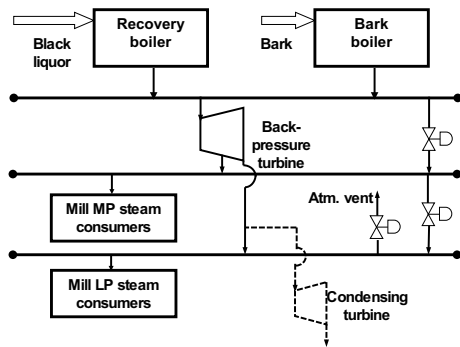 Recovery
boiler
Bark
boiler
Black
liquor
Bark
Back-
pressure
turbine
Mill MP steam
consumers
Atm. vent
Mill LP steam
consumers
Condensing
turbine